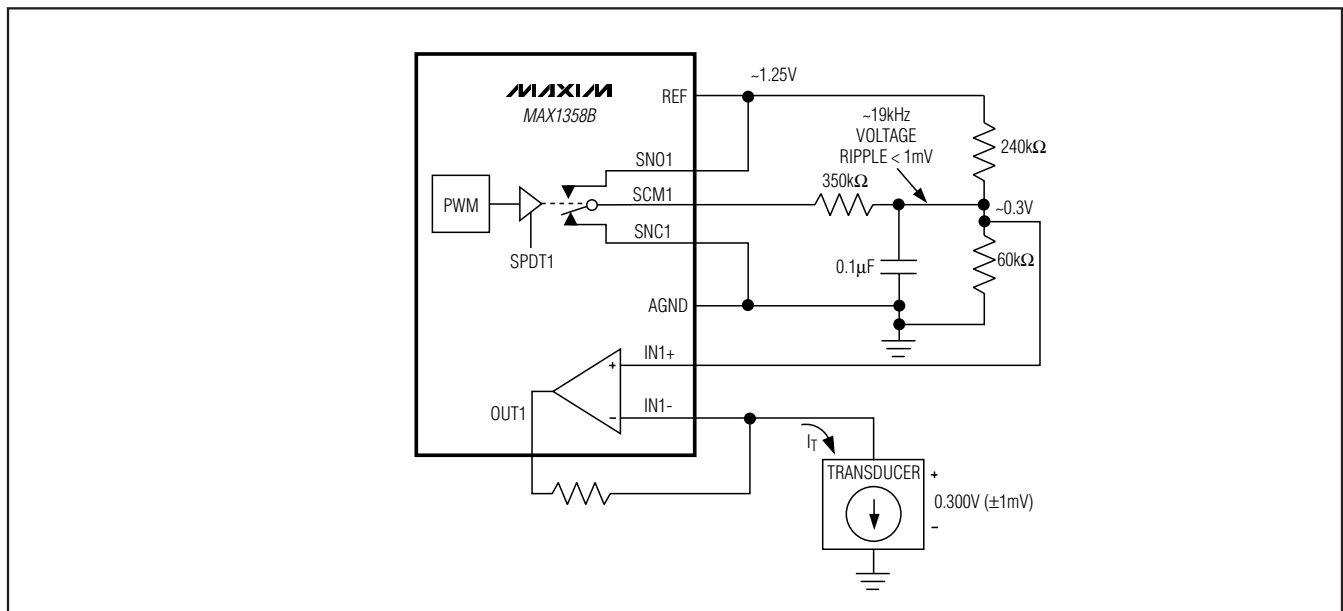 MAXIM
MAX1358B
REF
~1.25V
~19kHz
VOLTAGE
RIPPLE < 1mV
240kΩ
SNO1
350kΩ
PWM
SCM1
~0.3V
SNC1
SPDT1
0.1µF
60kΩ
AGND
IN1+
+
OUT1
IN1-
−
IT
TRANSDUCER
+
0.300V (±1mV)
−